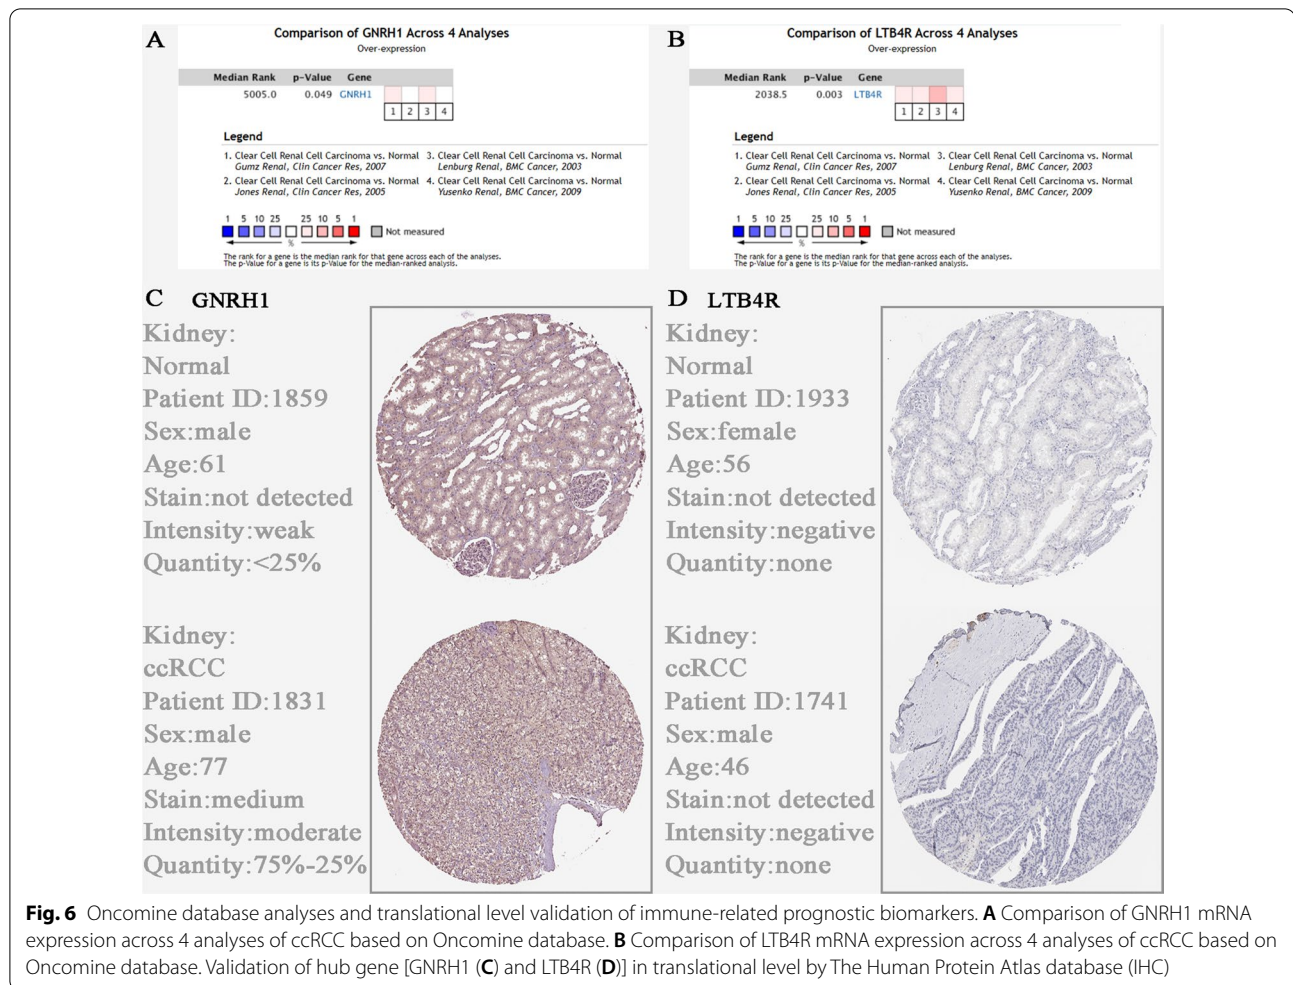 A
Comparison of GNRH1 Across 4 Analyses
Over-expression
Median Rank p-Value Gene
5005.0 0.049 GNRH1
1 2 3 4
Legend
1. Clear Cell Renal Cell Carcinoma vs. Normal
Gumz Renal, Clin Cancer Res, 2007
2. Clear Cell Renal Cell Carcinoma vs. Normal
Jones Renal, Clin Cancer Res, 2005
3. Clear Cell Renal Cell Carcinoma vs. Normal
Lenburg Renal, BMC Cancer, 2003
4. Clear Cell Renal Cell Carcinoma vs. Normal
Yusenko Renal, BMC Cancer, 2009
1 5 10 25 25 10 5 1
Not measured
%
The rank for a gene is the median rank for that gene across each of the analyses.
The p-Value for a gene is its p-Value for the median-ranked analysis.
B
Comparison of LTB4R Across 4 Analyses
Over-expression
Median Rank p-Value Gene
2038.5 0.003 LTB4R
1 2 3 4
Legend
1. Clear Cell Renal Cell Carcinoma vs. Normal
Gumz Renal, Clin Cancer Res, 2007
2. Clear Cell Renal Cell Carcinoma vs. Normal
Jones Renal, Clin Cancer Res, 2005
3. Clear Cell Renal Cell Carcinoma vs. Normal
Lenburg Renal, BMC Cancer, 2003
4. Clear Cell Renal Cell Carcinoma vs. Normal
Yusenko Renal, BMC Cancer, 2009
1 5 10 25 25 10 5 1
Not measured
%
The rank for a gene is the median rank for that gene across each of the analyses.
The p-Value for a gene is its p-Value for the median-ranked analysis.
C GNRH1
Kidney:
Normal
Patient ID:1859
Sex:male
Age:61
Stain:not detected
Intensity:weak
Quantity:<25%
Kidney:
ccRCC
Patient ID:1831
Sex:male
Age:77
Stain:medium
Intensity:moderate
Quantity:75%-25%
D LTB4R
Kidney:
Normal
Patient ID:1933
Sex:female
Age:56
Stain:not detected
Intensity:negative
Quantity:none
Kidney:
ccRCC
Patient ID:1741
Sex:male
Age:46
Stain:not detected
Intensity:negative
Quantity:none
Fig. 6 Oncomine database analyses and translational level validation of immune-related prognostic biomarkers. A Comparison of GNRH1 mRNA
expression across 4 analyses of ccRCC based on Oncomine database. B Comparison of LTB4R mRNA expression across 4 analyses of ccRCC based on
Oncomine database. Validation of hub gene [GNRH1 (C) and LTB4R (D)] in translational level by The Human Protein Atlas database (IHC)